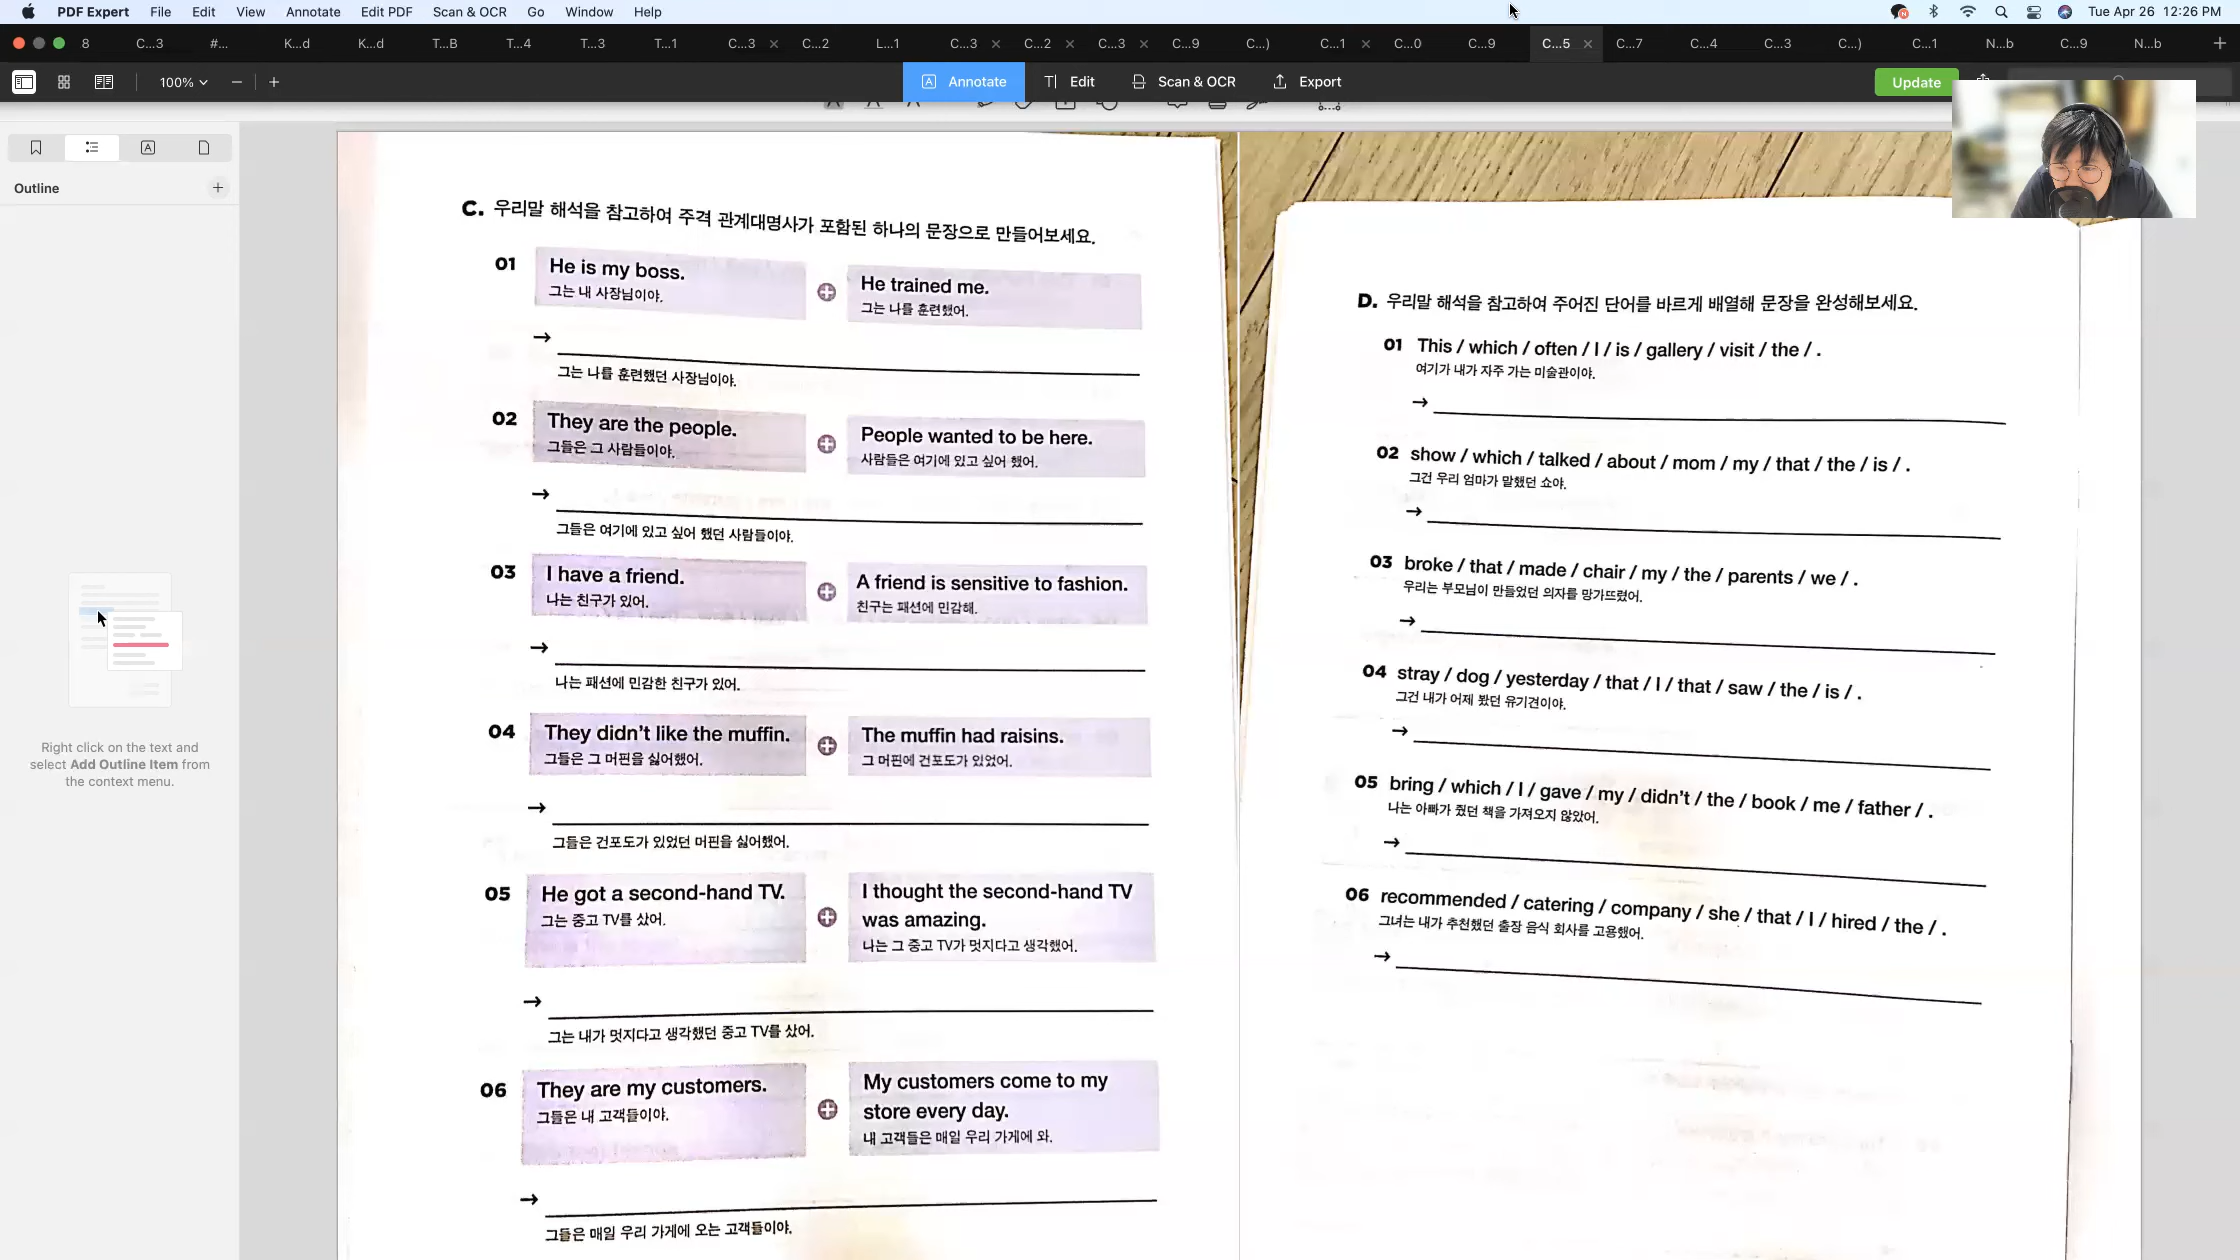 PDF Expert File Edit View Annotate Edit PDF Scan & OCR Go Window Help Tue Apr 26 12:26 PM
8 C...3 #... K...d K...d T...B T...4 T...3 T...1 C...3 C...2 L...1 C...3 C...2 C...3 C...9 C...) C...1 C...0 C...9 C...5 C...7 C...4 C...3 C...) C...1 N...b C...9 N...b
100% Annotate Edit Scan & OCR Export Update
Outline
Right click on the text and
select Add Outline Item from
the context menu.
C. 우리말 해석을 참고하여 주격 관계대명사가 포함된 하나의 문장으로 만들어보세요.
01 He is my boss. He trained me.
그는 내 사장님이야. 그는 나를 훈련했어.
→
그는 나를 훈련했던 사장님이야.
02 They are the people. People wanted to be here.
그들은 그 사람들이야. 사람들은 여기에 있고 싶어 했어.
→
그들은 여기에 있고 싶어 했던 사람들이야.
03 I have a friend. A friend is sensitive to fashion.
나는 친구가 있어. 친구는 패션에 민감해.
→
나는 패션에 민감한 친구가 있어.
04 They didn't like the muffin. The muffin had raisins.
그들은 그 머핀을 싫어했어. 그 머핀에 건포도가 있었어.
→
그들은 건포도가 있었던 머핀을 싫어했어.
05 He got a second-hand TV. I thought the second-hand TV
was amazing.
그는 중고 TV를 샀어. 나는 그 중고 TV가 멋지다고 생각했어.
→
그는 내가 멋지다고 생각했던 중고 TV를 샀어.
06 They are my customers. My customers come to my
store every day.
그들은 내 고객들이야. 내 고객들은 매일 우리 가게에 와.
→
그들은 매일 우리 가게에 오는 고객들이야.
D. 우리말 해석을 참고하여 주어진 단어를 바르게 배열해 문장을 완성해보세요.
01 This / which / often / I / is / gallery / visit / the / .
여기가 내가 자주 가는 미술관이야.
→
02 show / which / talked / about / mom / my / that / the / is / .
그건 우리 엄마가 말했던 쇼야.
→
03 broke / that / made / chair / my / the / parents / we / .
우리는 부모님이 만들었던 의자를 망가뜨렸어.
→
04 stray / dog / yesterday / that / I / that / saw / the / is / .
그건 내가 어제 봤던 유기견이야.
→
05 bring / which / I / gave / my / didn't / the / book / me / father / .
나는 아빠가 줬던 책을 가져오지 않았어.
→
06 recommended / catering / company / she / that / I / hired / the / .
그녀는 내가 추천했던 출장 음식 회사를 고용했어.
→